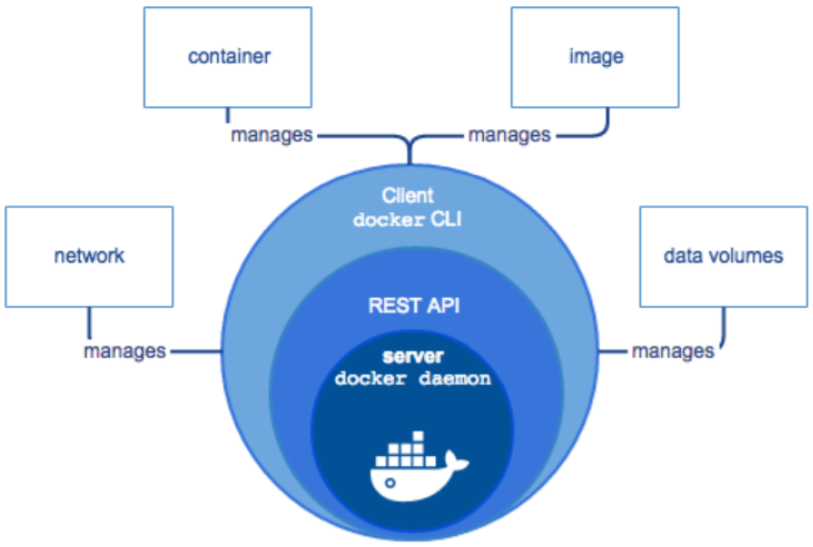 container
image
manages
manages
Client
docker CLI
network
data volumes
REST API
manages
manages
server
docker daemon